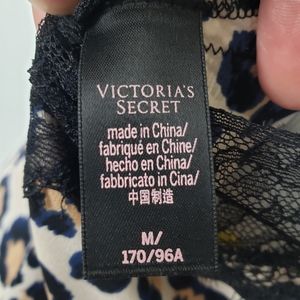 VICTORIA'S
SECRET
made in China/
fabriqué en Chine/
hecho en China/
fabbricato in Cina/
中国制造
M/
170/96A